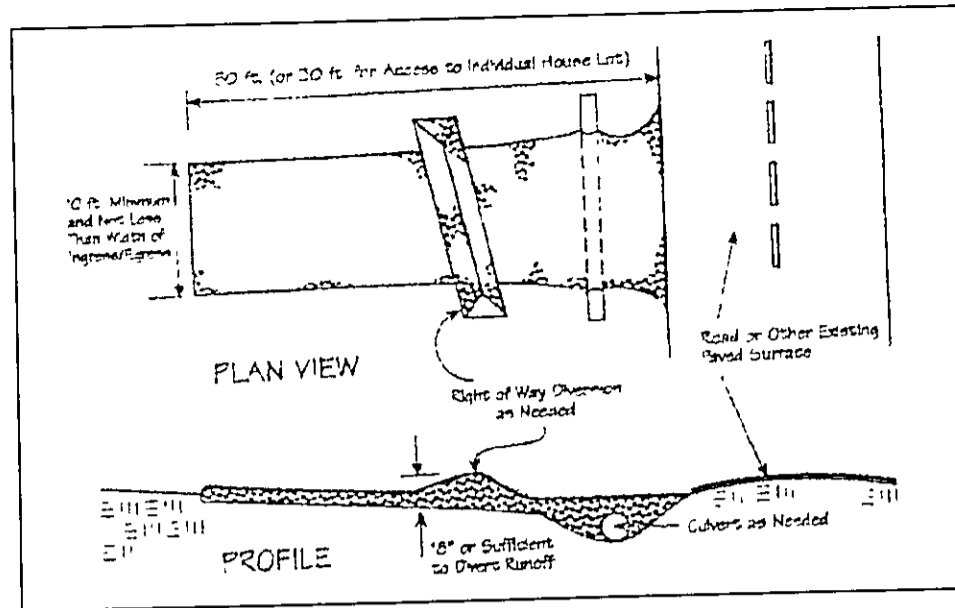 50 ft. (or 30 ft. for Access to Individual House Lot)
10 ft. Minimum
and Not Less
Than Width of
Ingress/Egress
PLAN VIEW
Right of Way Diversion
as Needed
Road or Other Existing
Paved Surface
18" or Sufficient
to Divert Runoff
Culvert as Needed
PROFILE